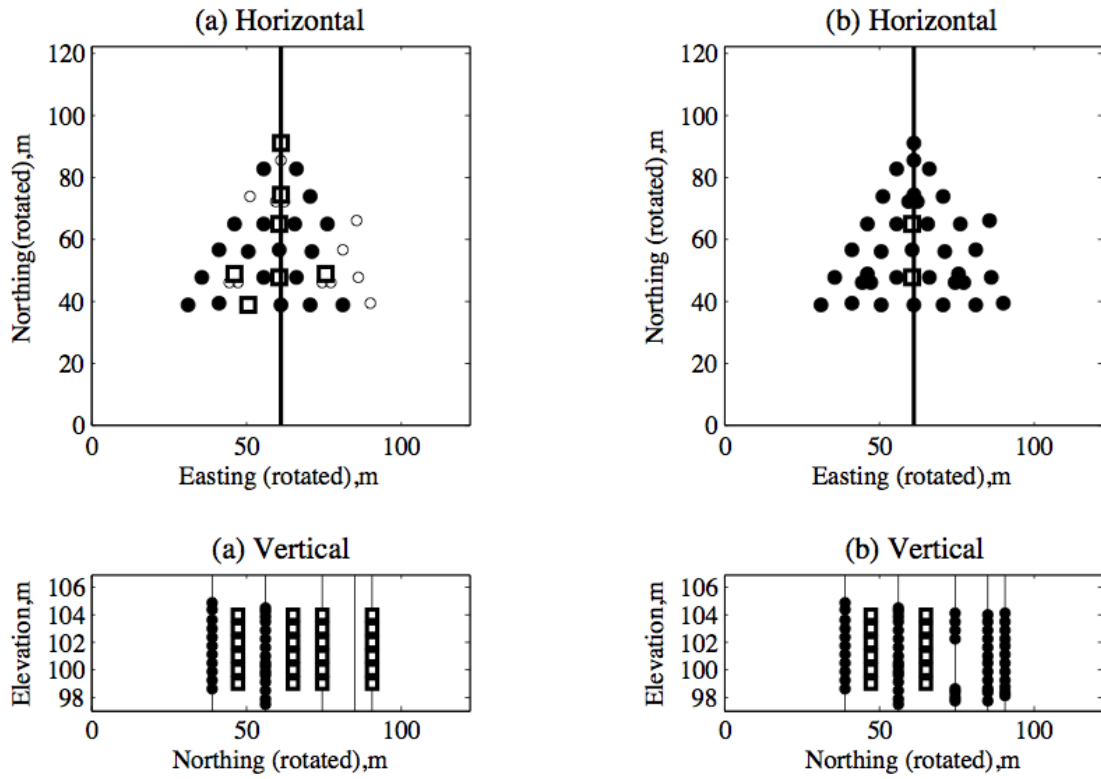 (a) Horizontal
(b) Horizontal
120
100
80
60
40
20
0
0 50 100
Northing(rotated),m
Easting (rotated),m
120
100
80
60
40
20
0
0 50 100
Northing (rotated),m
Easting (rotated),m
(a) Vertical
(b) Vertical
106
104
102
100
98
0 50 100
Elevation,m
Northing (rotated),m
106
104
102
100
98
0 50 100
Elevation,m
Northing (rotated),m